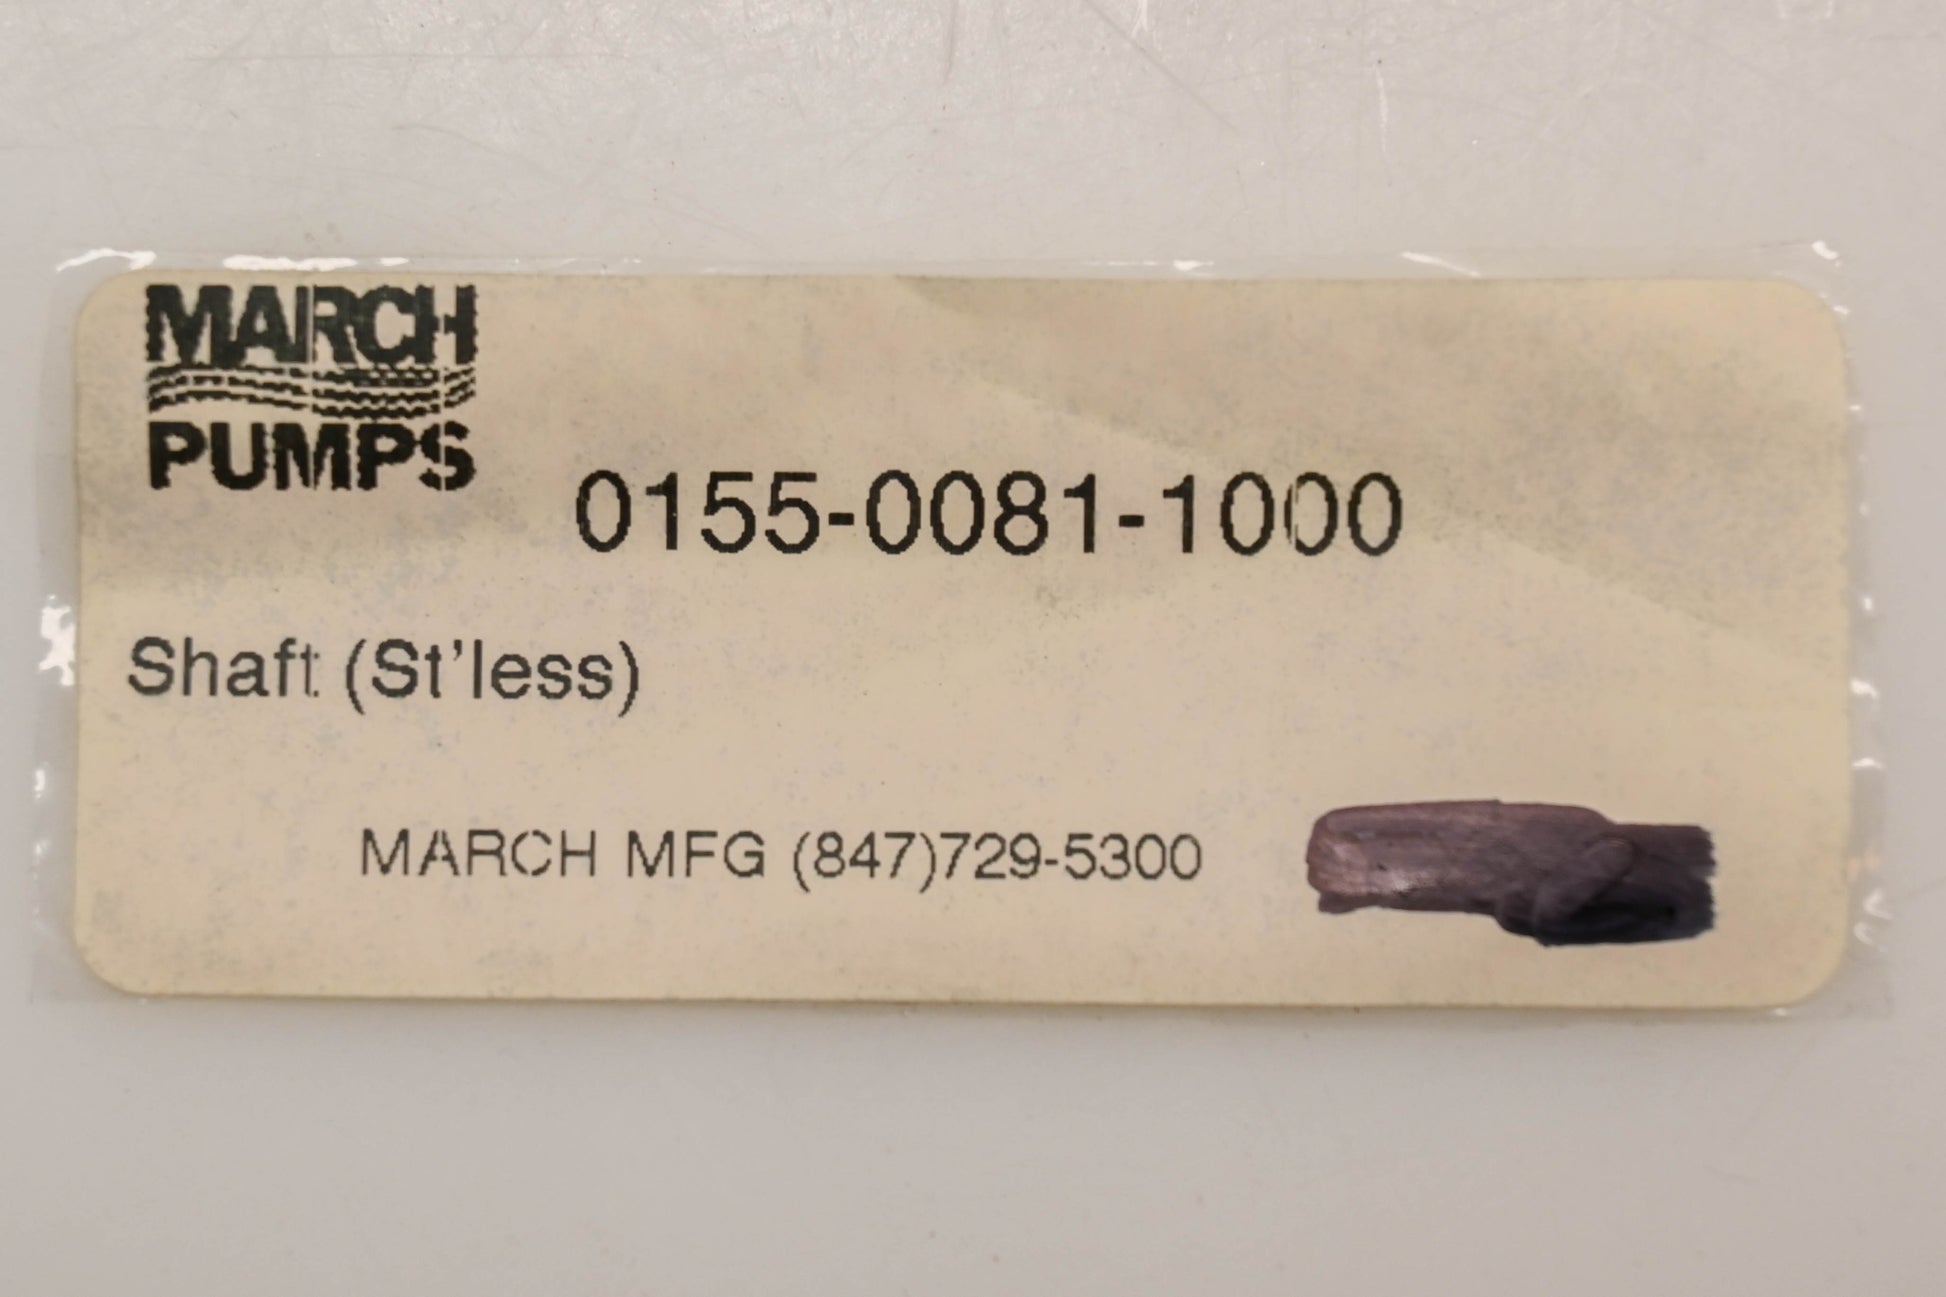 MARCH
PUMPS
0155-0081-1000
Shaft (St'less)
MARCH MFG (847)729-5300